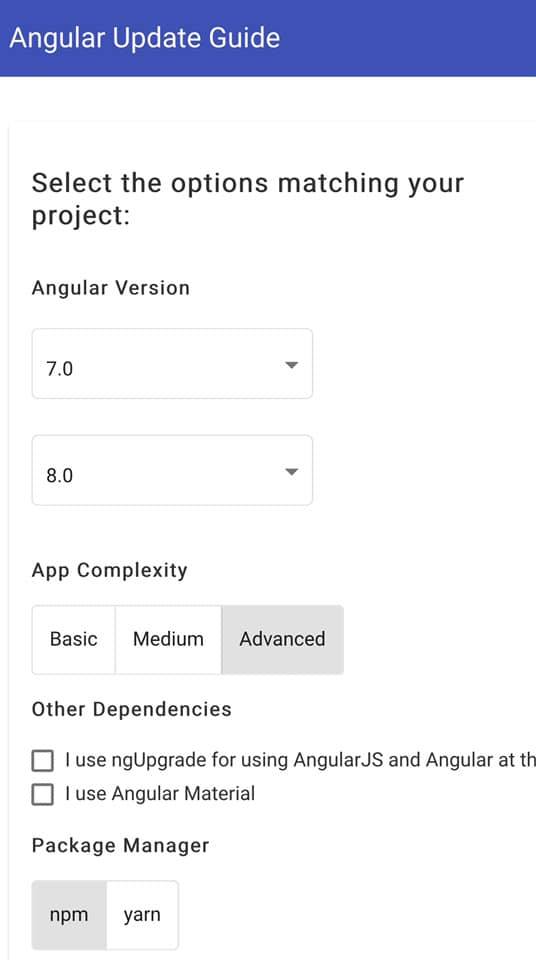 Angular Update Guide
Select the options matching your
project:
Angular Version
7.0
8.0
App Complexity
Basic Medium Advanced
Other Dependencies
I use ngUpgrade for using AngularJS and Angular at th
I use Angular Material
Package Manager
npm yarn